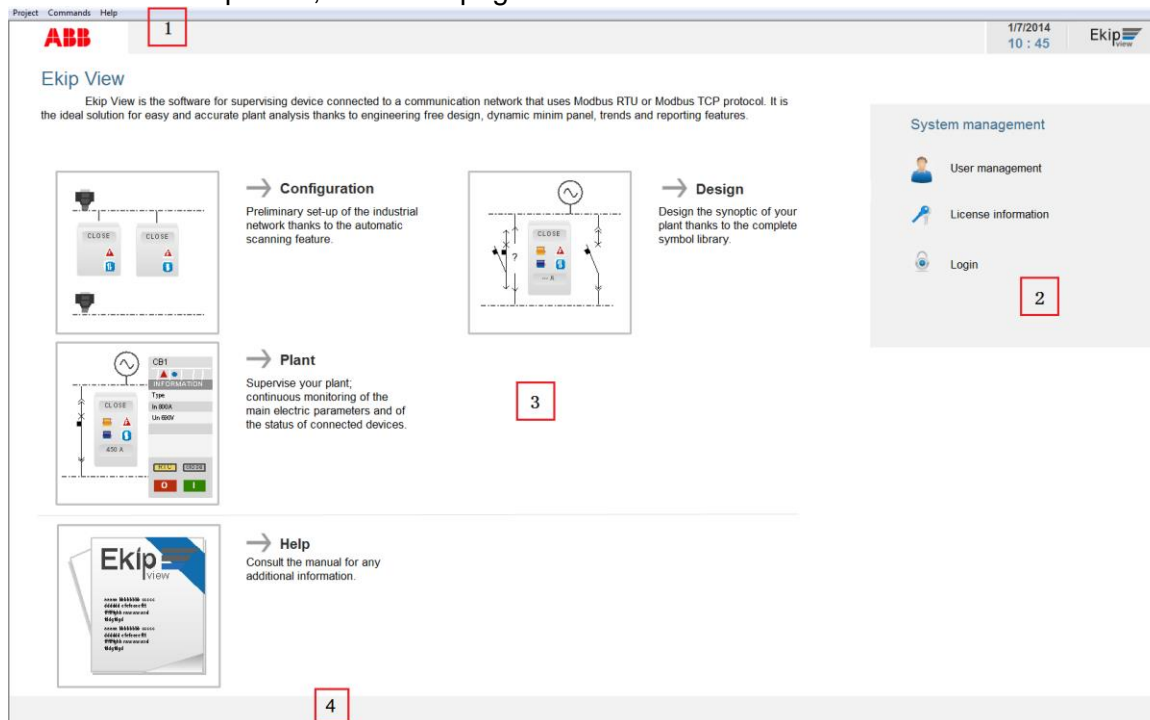 Project Commands Help
ABB
1
1/7/2014
10 : 45
Ekip
View
Ekip View
Ekip View is the software for supervising device connected to a communication network that uses Modbus RTU or Modbus TCP protocol. It is
the ideal solution for easy and accurate plant analysis thanks to engineering free design, dynamic minim panel, trends and reporting features.
System management
User management
License information
Login
2
CLOSE CLOSE
Configuration
Preliminary set-up of the industrial
network thanks to the automatic
scanning feature.
CLOSE
?
-- A
Design
Design the synoptic of your
plant thanks to the complete
symbol library.
CB1
INFORMATION
Type
In 800A
Un 690V
CLOSE
450 A
O I
Plant
Supervise your plant;
continuous monitoring of the
main electric parameters and of
the status of connected devices.
3
Ekip
View
Help
Consult the manual for any
additional information.
4